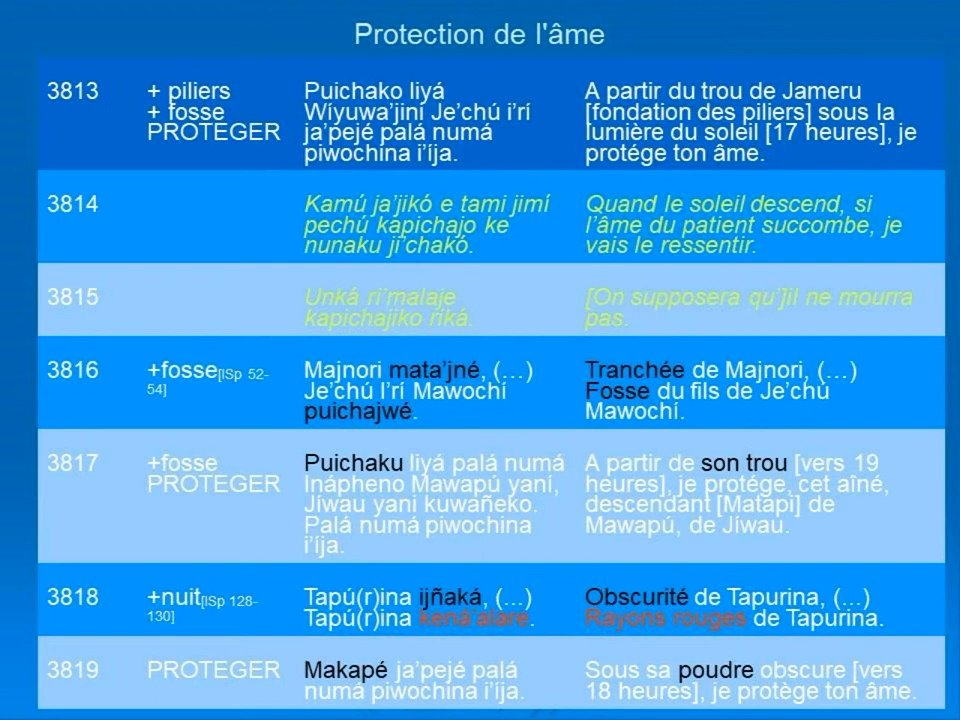 Protection de l'âme
3813
+ piliers
+ fosse
PROTEGER
Puichako liyá
Wíyuwa’jini Je’chú i’rí
ja’pejé palá numá
piwochina i’íja.
A partir du trou de Jameru
[fondation des piliers] sous la
lumière du soleil [17 heures], je
protége ton âme.
3814
Kamú ja’jikó e tami jimí
pechú kapichajo ke
nunaku ji’chakó.
Quand le soleil descend, si
l’âme du patient succombe, je
vais le ressentir.
3815
Unká ri’malaje
kapichajiko riká.
[On supposera qu’]il ne mourra
pas.
3816
+fosse[ISp 52-
54]
Majnori mata’jné, (…)
Je’chú I’rí Mawochí
puichajwé.
Tranchée de Majnori, (…)
Fosse du fils de Je’chú
Mawochí.
3817
+fosse
PROTEGER
Puichaku liyá palá numá
Inápheno Mawapú yaní,
Jíwau yani kuwáñeko.
Palá numá piwochina
i’íja.
A partir de son trou [vers 19
heures], je protége, cet aîné,
descendant [Matapi] de
Mawapú, de Jíwau.
3818
+nuit[ISp 128-
130]
Tapú(r)ina ijñaká, (...)
Tapú(r)ina kená’alare.
Obscurité de Tapurina, (...)
Rayons rouges de Tapurina.
3819
PROTEGER
Makapé ja’pejé palá
numá piwochina i’íja.
Sous sa poudre obscure [vers
18 heures], je protège ton âme.